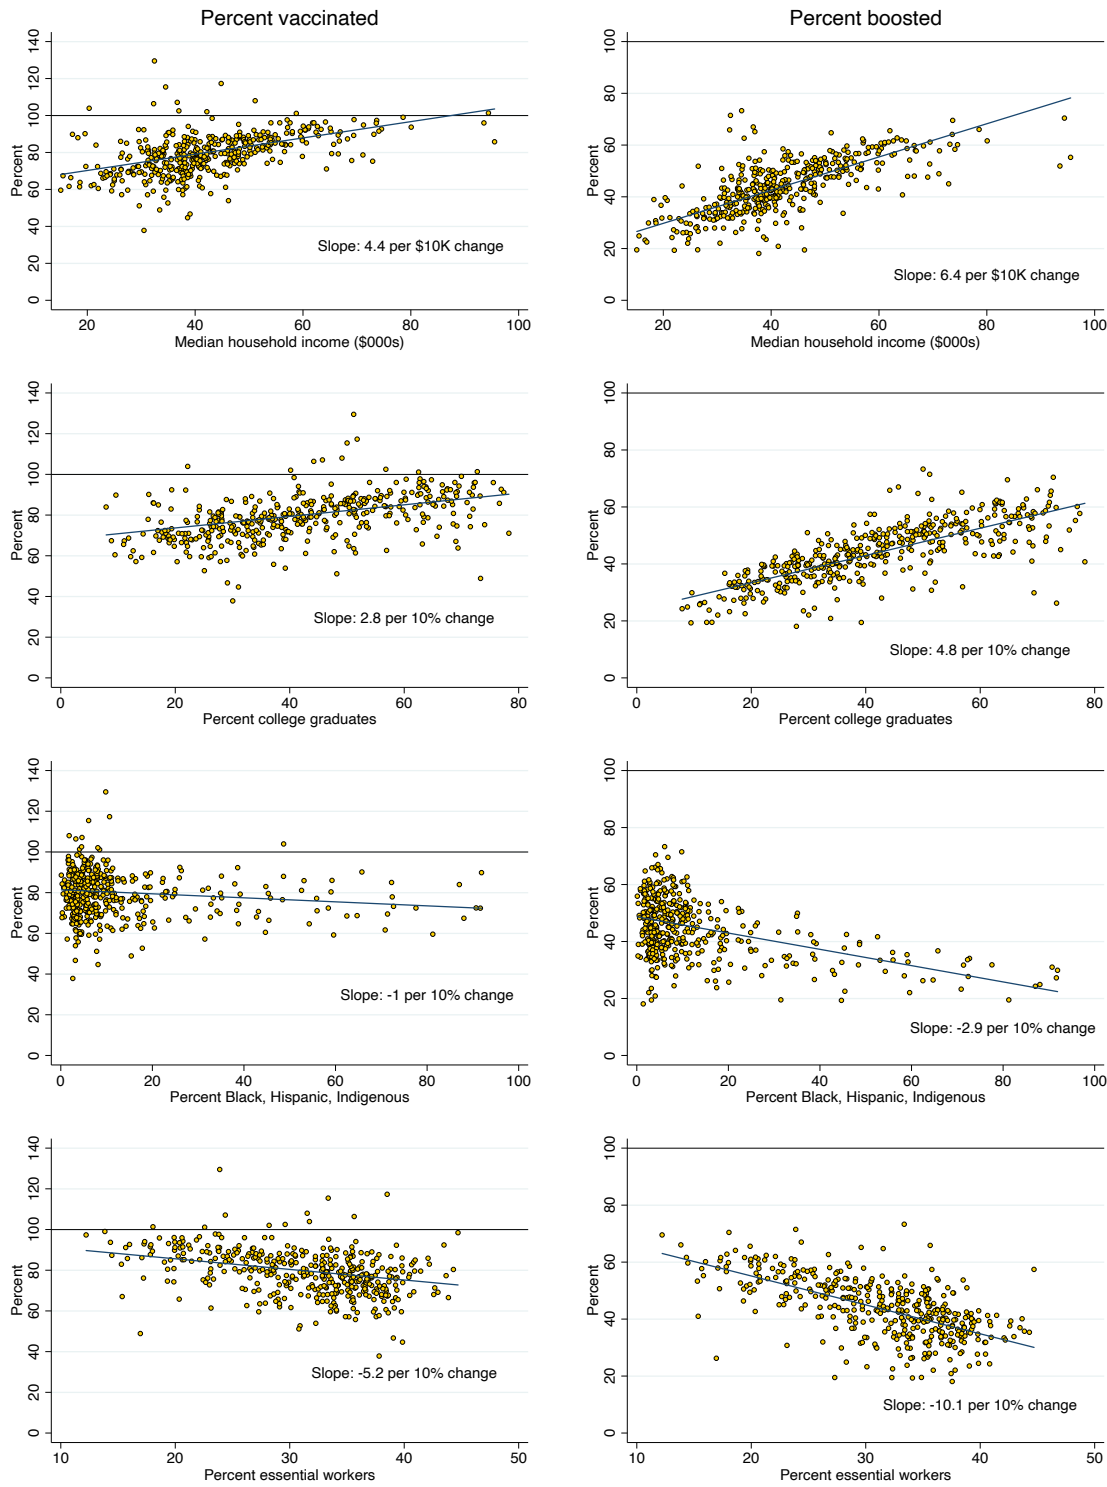 Percent vaccinated
Percent boosted
Percent
0 20 40 60 80 100 120 140
Slope: 4.4 per $10K change
20 40 60 80 100
Median household income ($000s)
Percent
0 20 40 60 80 100
Slope: 6.4 per $10K change
20 40 60 80 100
Median household income ($000s)
Percent
0 20 40 60 80 100 120 140
Slope: 2.8 per 10% change
0 20 40 60 80
Percent college graduates
Percent
0 20 40 60 80 100
Slope: 4.8 per 10% change
0 20 40 60 80
Percent college graduates
Percent
0 20 40 60 80 100 120 140
Slope: -1 per 10% change
0 20 40 60 80 100
Percent Black, Hispanic, Indigenous
Percent
0 20 40 60 80 100
Slope: -2.9 per 10% change
0 20 40 60 80 100
Percent Black, Hispanic, Indigenous
Percent
0 20 40 60 80 100 120 140
Slope: -5.2 per 10% change
10 20 30 40 50
Percent essential workers
Percent
0 20 40 60 80 100
Slope: -10.1 per 10% change
10 20 30 40 50
Percent essential workers